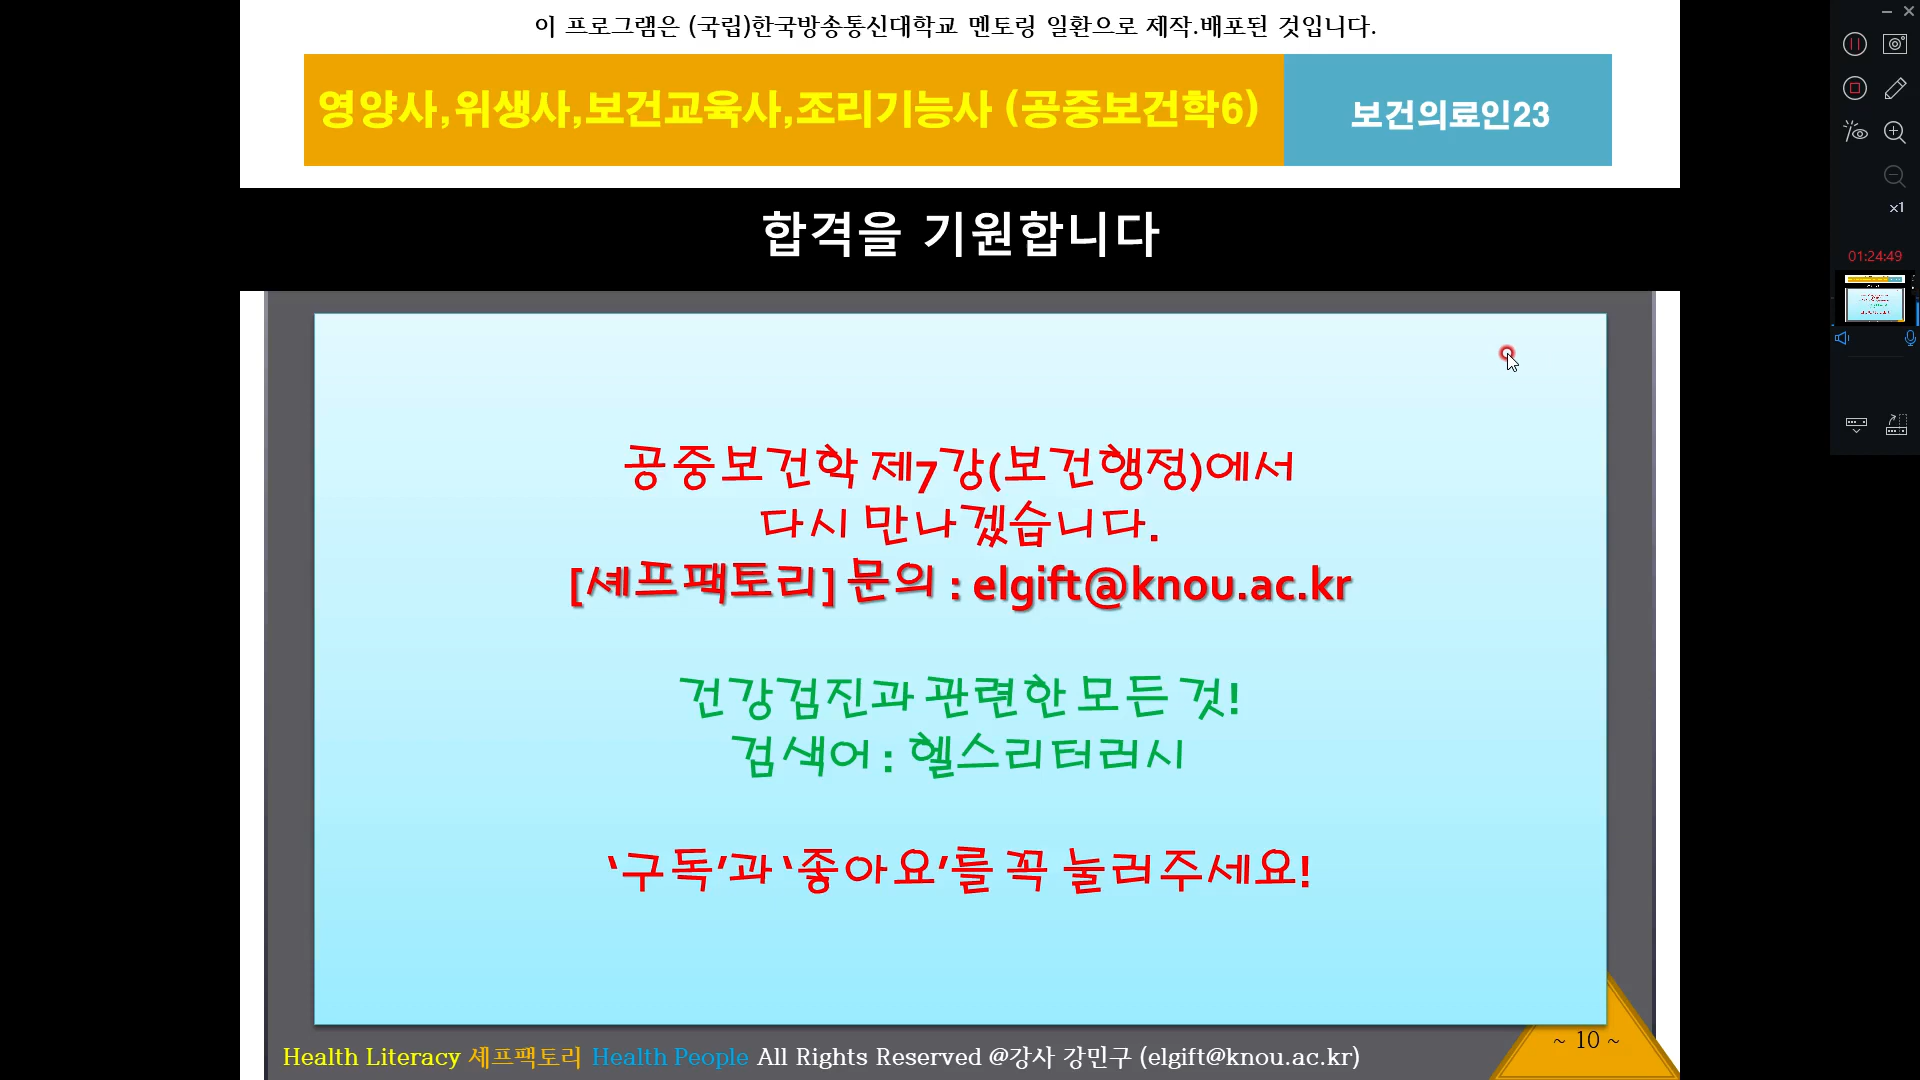 이 프로그램은 (국립)한국방송통신대학교 멘토링 일환으로 제작.배포된 것입니다.
영양사,위생사,보건교육사,조리기능사 (공중보건학6)
보건의료인23
합격을 기원합니다
x1
01:24:49
공중보건학 제7강(보건행정)에서
다시 만나겠습니다.
[셰프팩토리] 문의 : elgift@knou.ac.kr
건강검진과 관련한 모든 것!
검색어 : 헬스리터러시
‘구독’과 ‘좋아요’를 꼭 눌러주세요!
~ 10 ~
Health Literacy 셰프팩토리 Health People All Rights Reserved @강사 강민구 (elgift@knou.ac.kr)